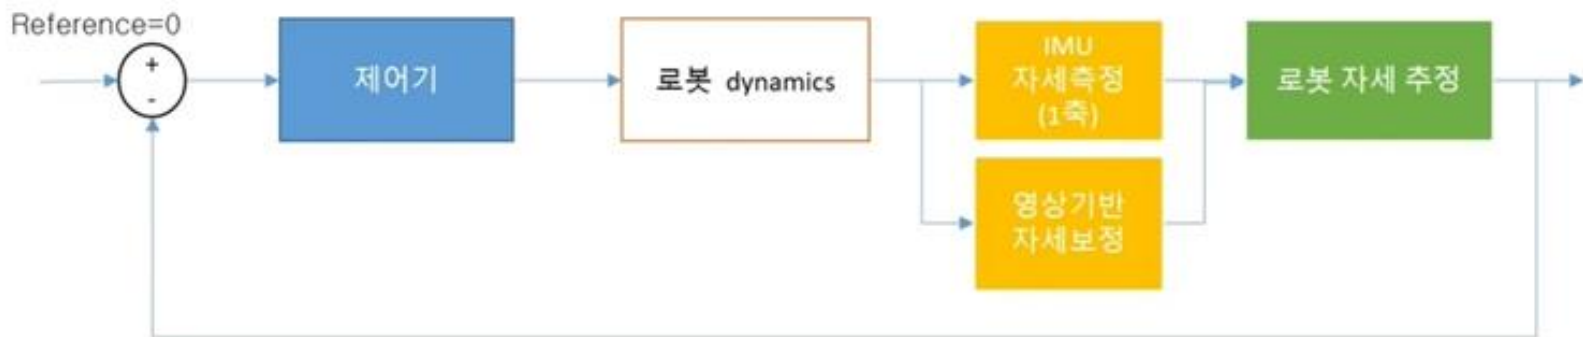 Reference=0
+
-
제어기
로봇 dynamics
IMU
자세측정
(1축)
영상기반
자세보정
로봇 자세 추정